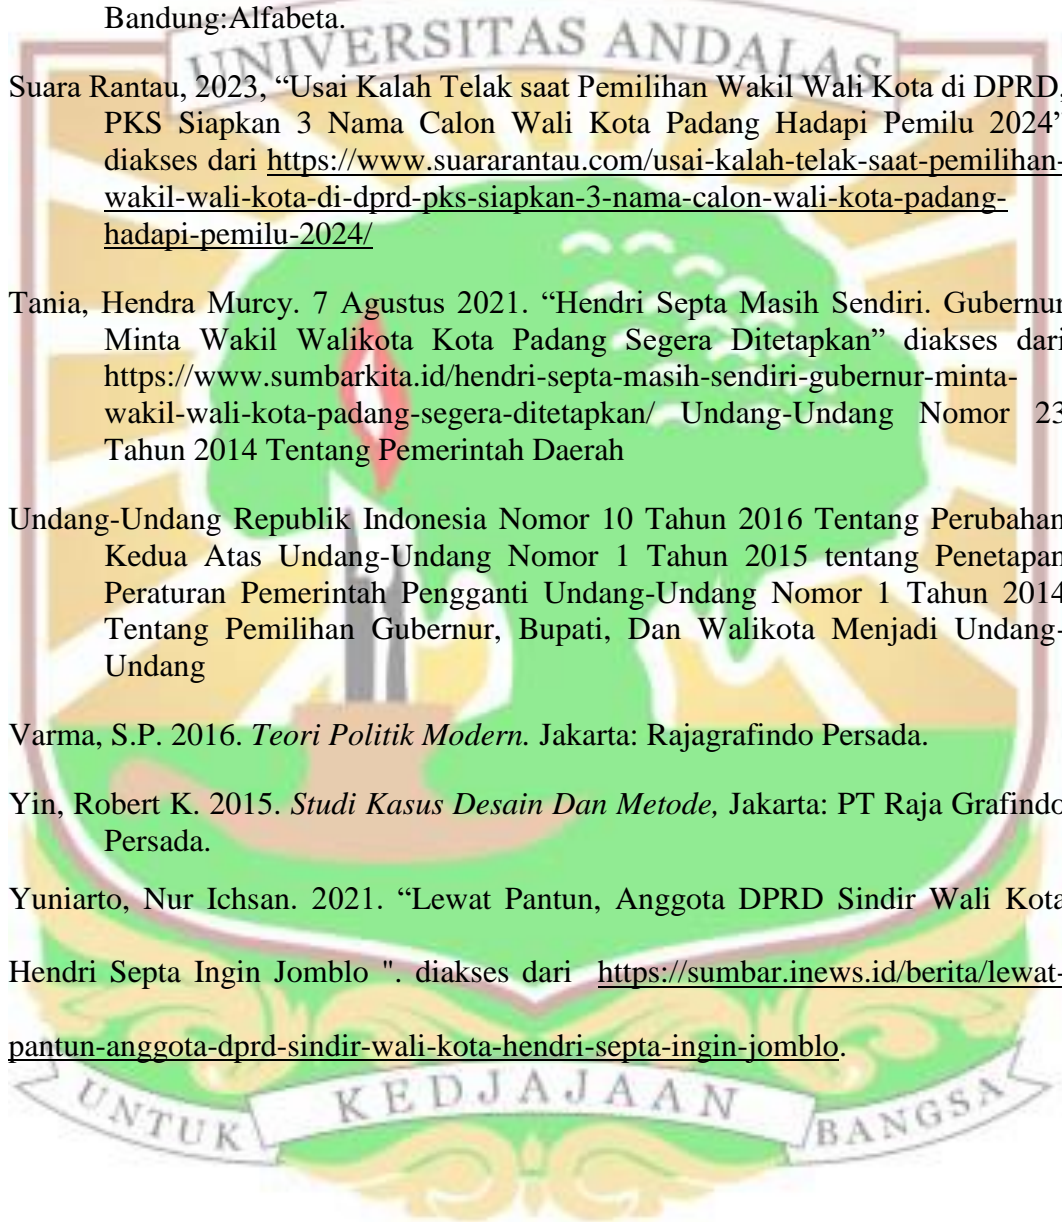 Bandung:Alfabeta.
UNIVERSITAS ANDALAS
Suara Rantau, 2023, “Usai Kalah Telak saat Pemilihan Wakil Wali Kota di DPRD,
PKS Siapkan 3 Nama Calon Wali Kota Padang Hadapi Pemilu 2024”
diakses dari https://www.suararantau.com/usai-kalah-telak-saat-pemilihan-
wakil-wali-kota-di-dprd-pks-siapkan-3-nama-calon-wali-kota-padang-
hadapi-pemilu-2024/
Tania, Hendra Murcy. 7 Agustus 2021. “Hendri Septa Masih Sendiri. Gubernur
Minta Wakil Walikota Kota Padang Segera Ditetapkan” diakses dari
https://www.sumbarkita.id/hendri-septa-masih-sendiri-gubernur-minta-
wakil-wali-kota-padang-segera-ditetapkan/ Undang-Undang Nomor 23
Tahun 2014 Tentang Pemerintah Daerah
Undang-Undang Republik Indonesia Nomor 10 Tahun 2016 Tentang Perubahan
Kedua Atas Undang-Undang Nomor 1 Tahun 2015 tentang Penetapan
Peraturan Pemerintah Pengganti Undang-Undang Nomor 1 Tahun 2014
Tentang Pemilihan Gubernur, Bupati, Dan Walikota Menjadi Undang-
Undang
Varma, S.P. 2016. Teori Politik Modern. Jakarta: Rajagrafindo Persada.
Yin, Robert K. 2015. Studi Kasus Desain Dan Metode, Jakarta: PT Raja Grafindo
Persada.
Yuniarto, Nur Ichsan. 2021. “Lewat Pantun, Anggota DPRD Sindir Wali Kota
Hendri Septa Ingin Jomblo ". diakses dari https://sumbar.inews.id/berita/lewat-
pantun-anggota-dprd-sindir-wali-kota-hendri-septa-ingin-jomblo.
UNTUK KEDJAJAAN BANGSA